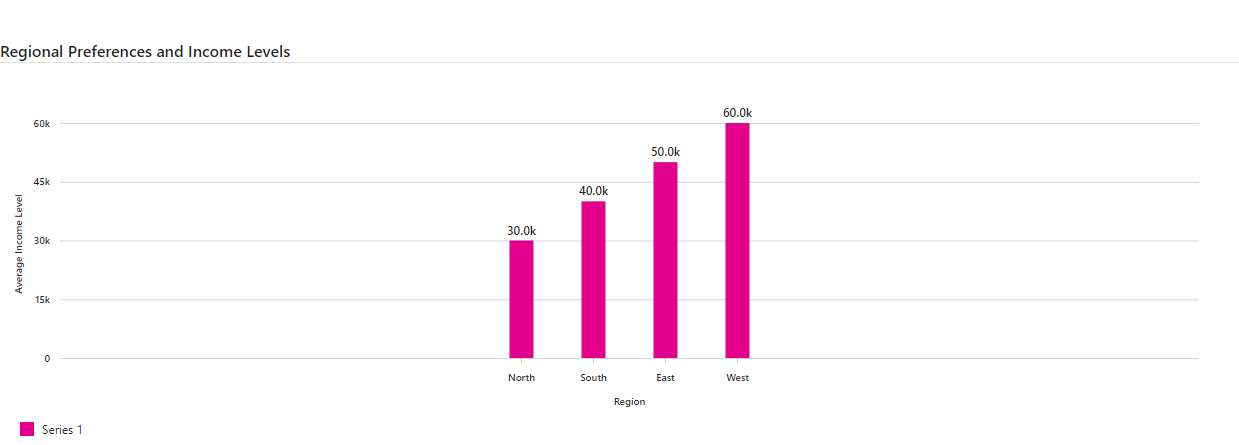 Regional Preferences and Income Levels
60.0k
60k
50.0k
45k
40.0k
Average Income Level
30.0k
30k
15k
0
North South East West
Region
Series 1